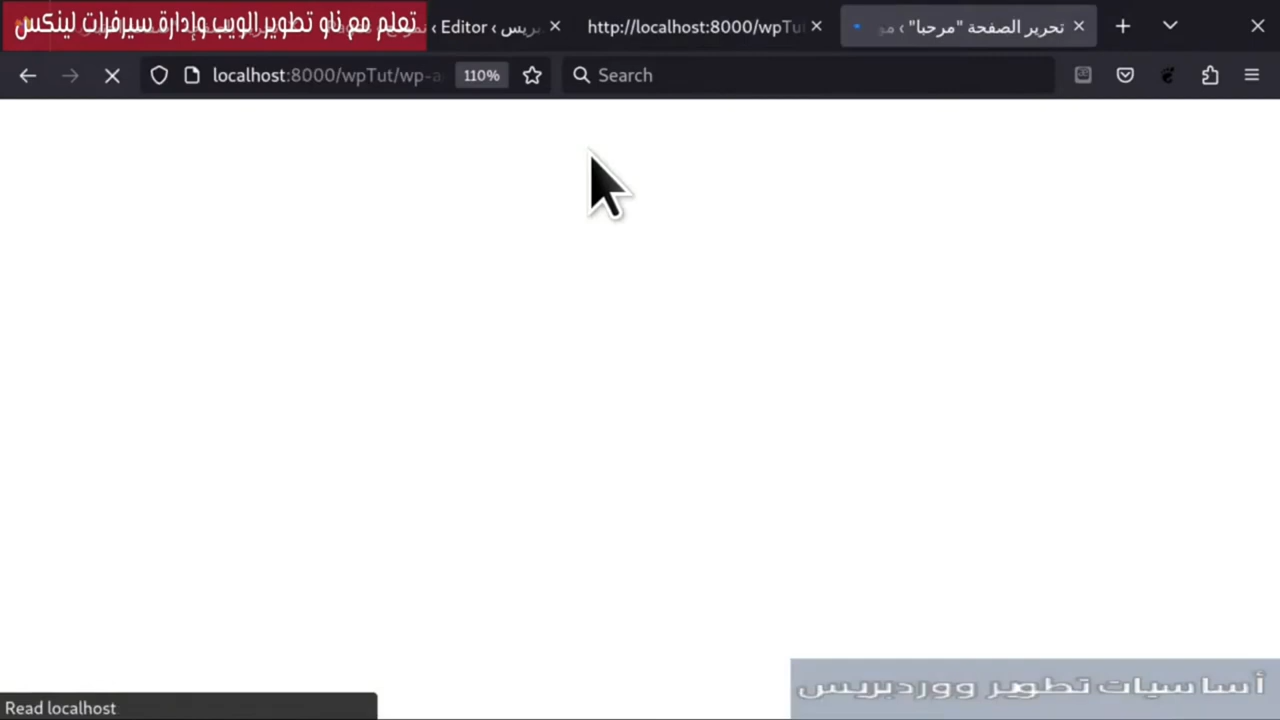 تعلم مع ناو تطوير الويب وإدارة سيرفرات لينكس
Editor ‹
http://localhost:8000/wpTut
تحرير الصفحة "مرحبا" ‹ مو
localhost:8000/wpTut/wp-a
110%
Search
أساسيات تطوير ووردبريس
Read localhost